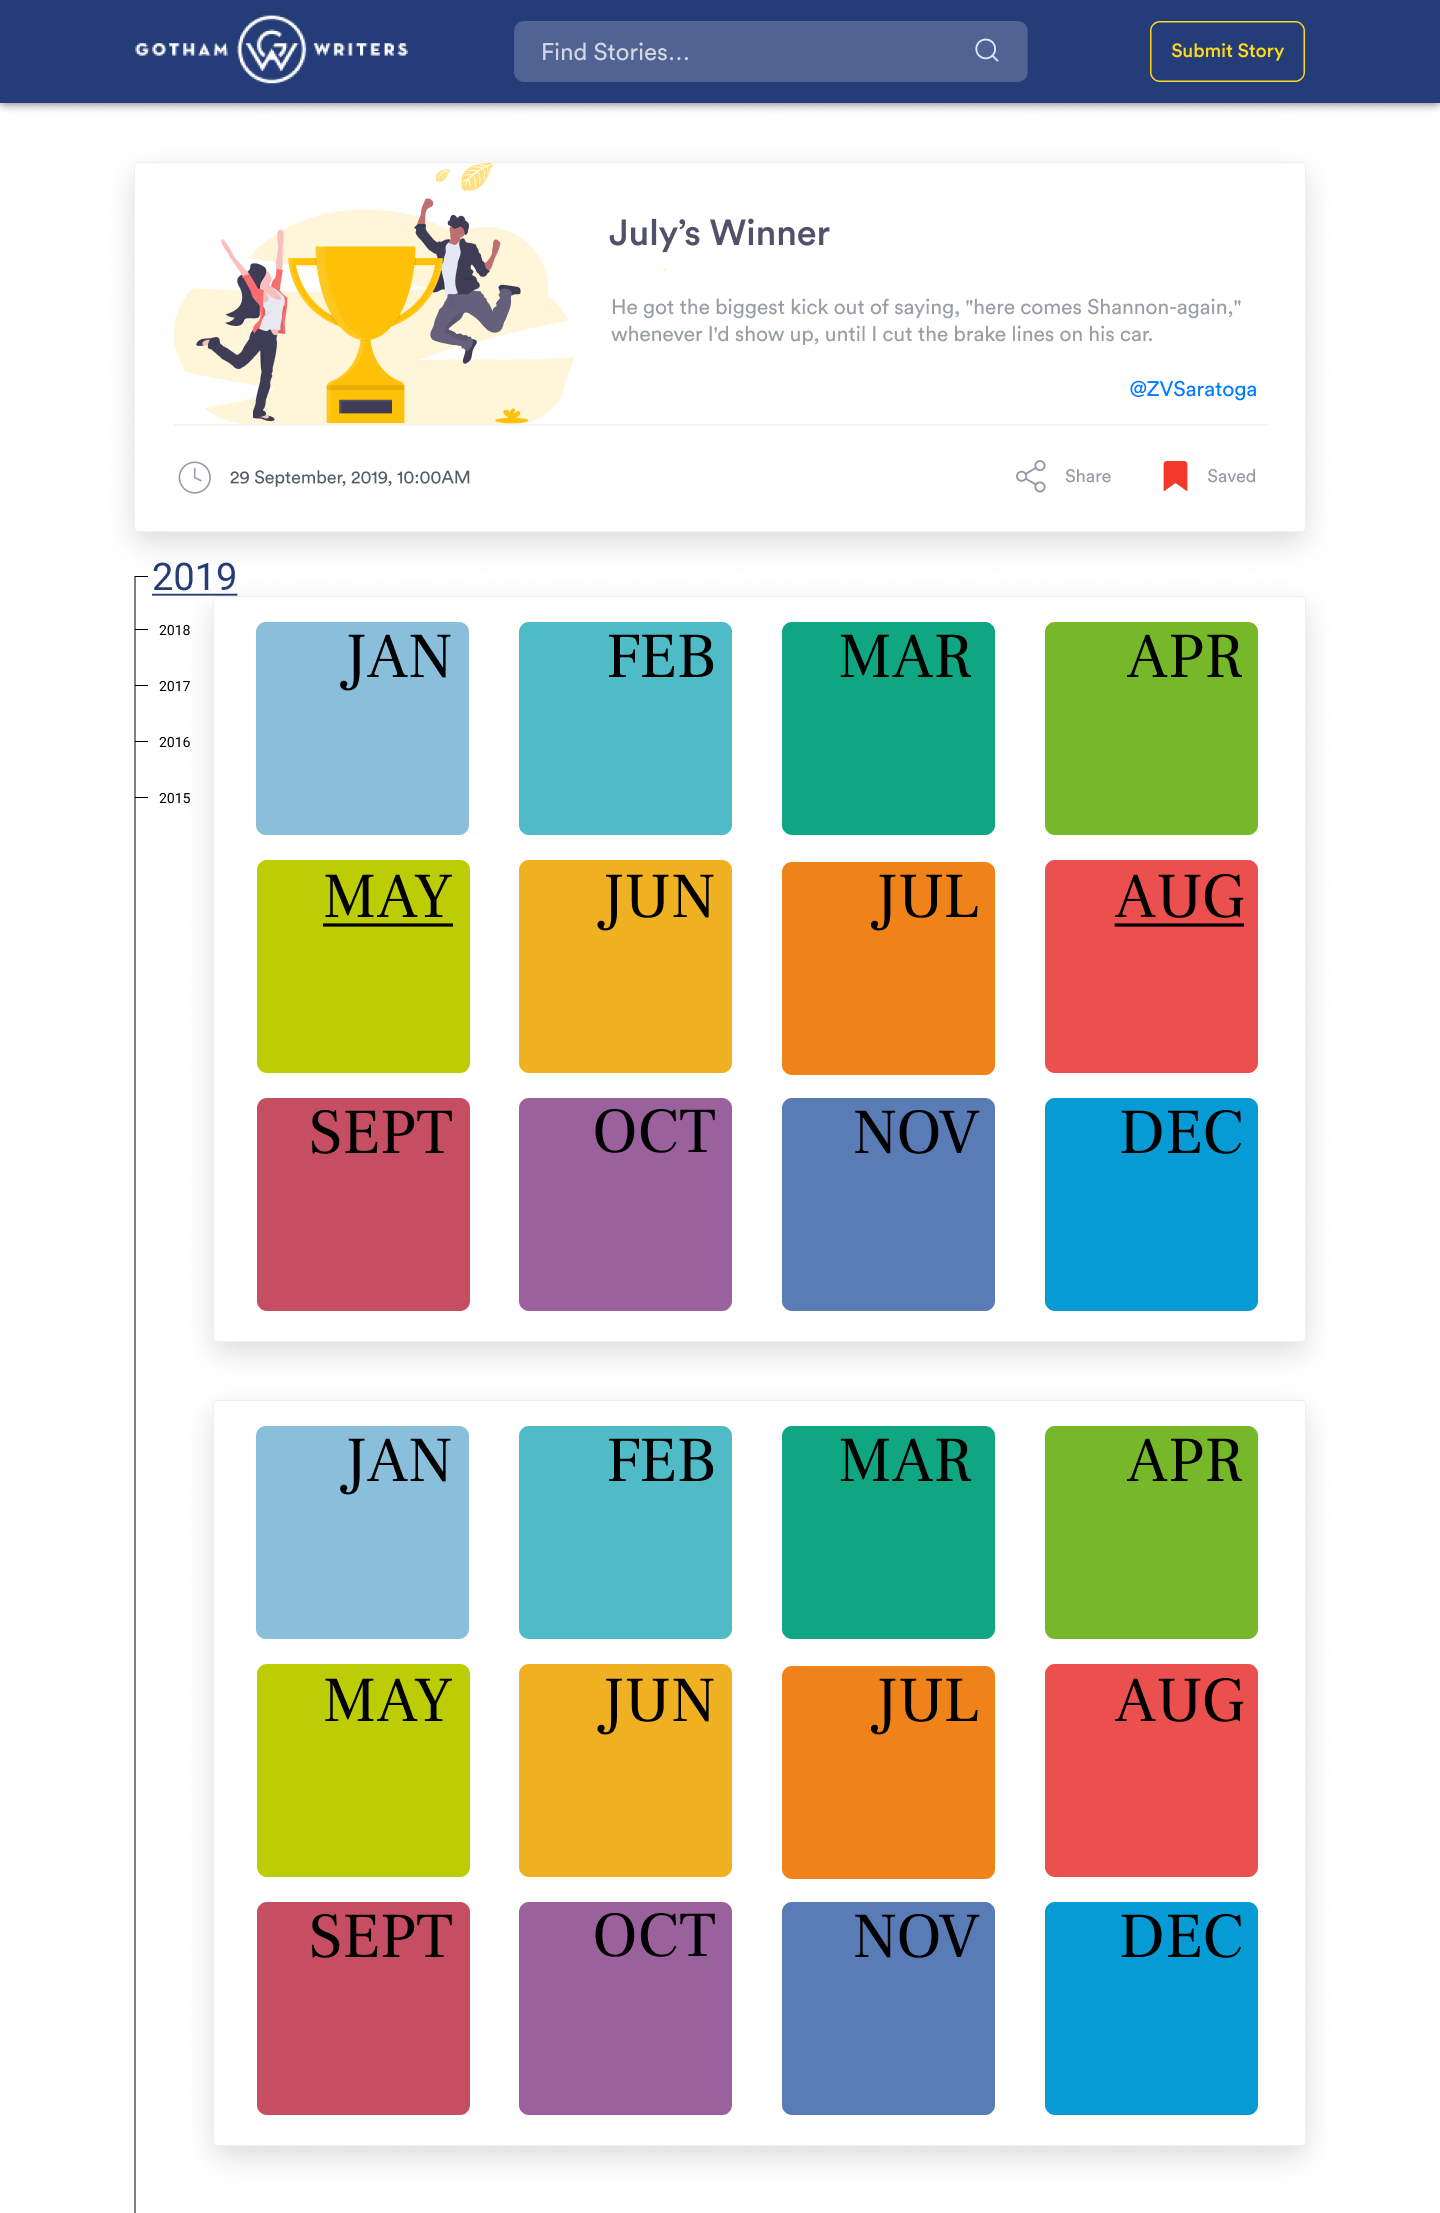 GOTHAM GW WRITERS
Find Stories...
Submit Story
July's Winner
He got the biggest kick out of saying, "here comes Shannon-again,"
whenever I'd show up, until I cut the brake lines on his car.
@ZVSaratoga
29 September, 2019, 10:00AM
Share
Saved
2019
2018
2017
2016
2015
JAN FEB MAR APR
MAY JUN JUL AUG
SEPT OCT NOV DEC
JAN FEB MAR APR
MAY JUN JUL AUG
SEPT OCT NOV DEC